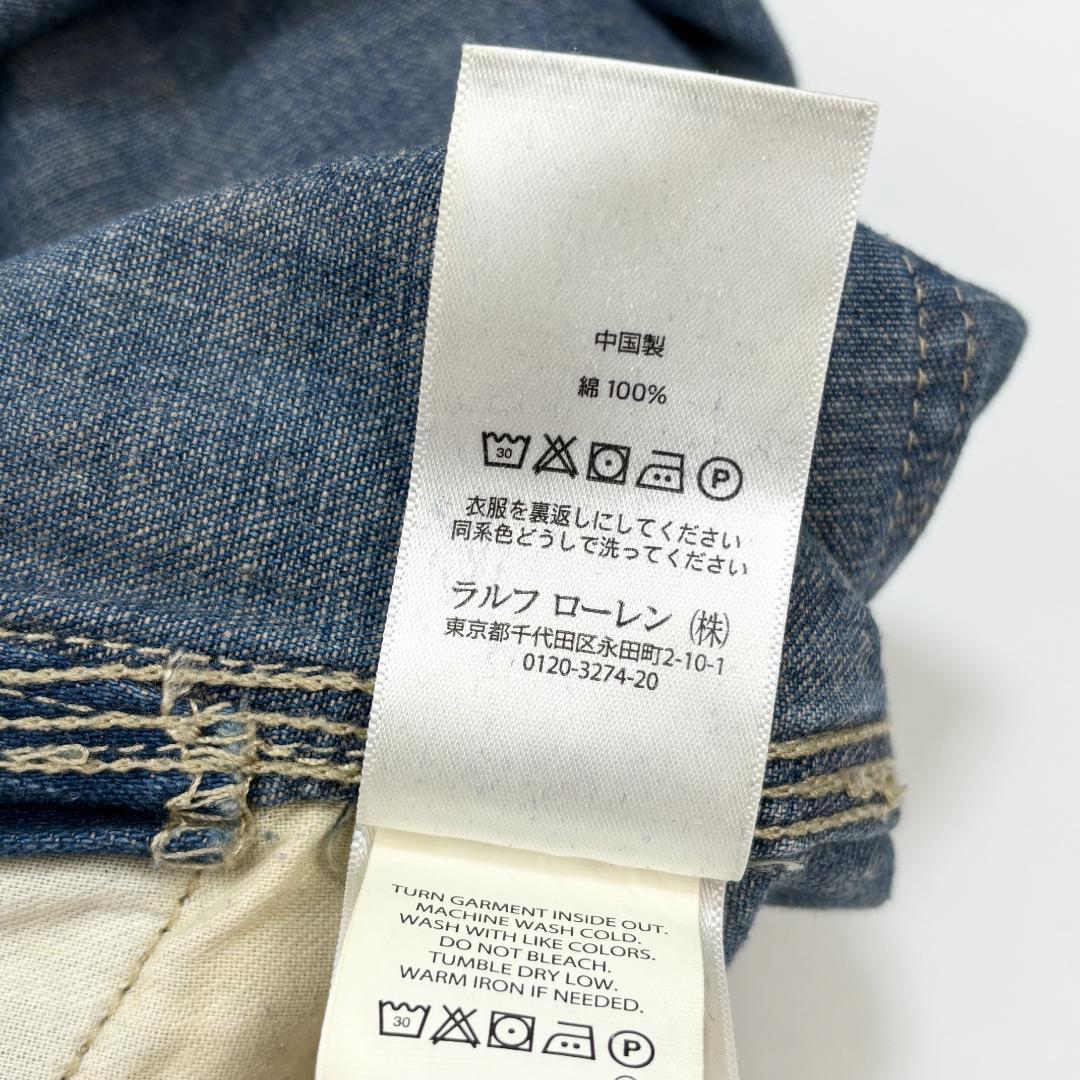 中国製
綿 100%
30 P
衣服を裏返しにしてください
同系色どうしで洗ってください
ラルフ ローレン (株)
東京都千代田区永田町2-10-1
0120-3274-20
TURN GARMENT INSIDE OUT.
MACHINE WASH COLD.
WASH WITH LIKE COLORS.
DO NOT BLEACH.
TUMBLE DRY LOW.
WARM IRON IF NEEDED.
30 P